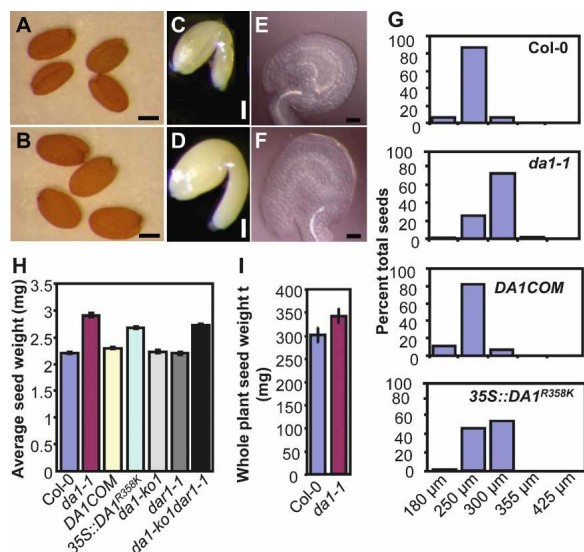 A
B
C
D
E
F
G
Percent total seeds
100
80
60
40
20
0
Col-0
100
80
60
40
20
0
da1-1
100
80
60
40
20
0
DA1COM
100
80
60
40
20
0
35S::DA1R358K
180 µm
250 µm
300 µm
355 µm
425 µm
H
Average seed weight (mg)
3.5
3
2.5
2
1.5
1
0.5
0
Col-0
da1-1
DA1COM
35S::DA1R358K
da1-ko1
dar1-1
da1-ko1dar1-1
I
Whole plant seed weight t
(mg)
400
350
300
250
200
150
100
50
0
Col-0
da1-1